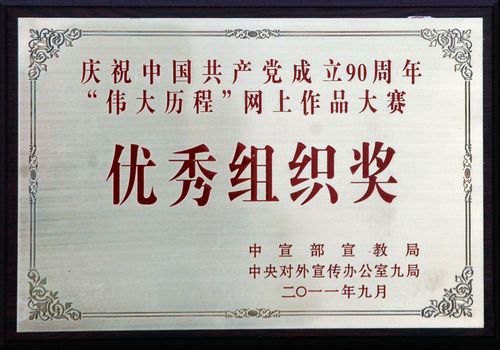 庆祝中国共产党成立90周年
“伟大历程”网上作品大赛
优秀组织奖
中宣部宣教局
中央对外宣传办公室九局
二〇一一年九月